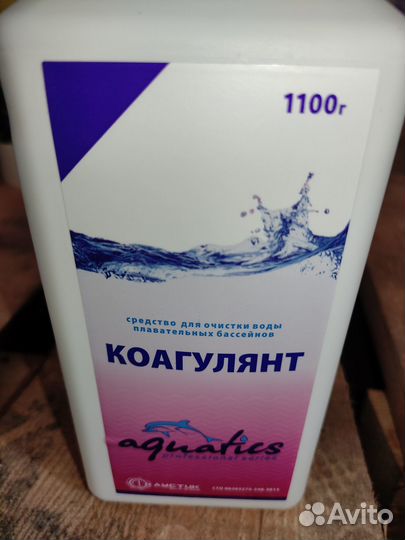 1100г
средство для очистки воды
плавательных бассейнов
КОАГУЛЯНТ
aquatics
professional series
Avito